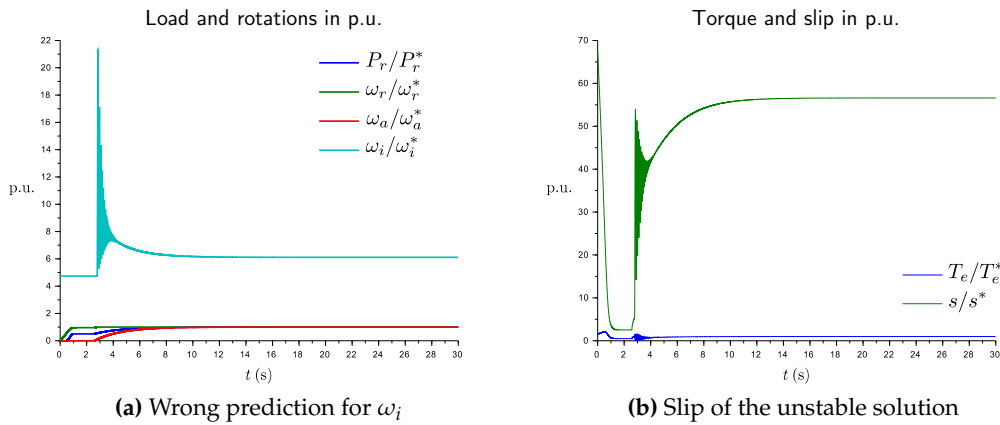 Load and rotations in p.u.
22
20
18
16
14
12
10
8
6
4
2
0
p.u.
P_r/P_r^*
ω_r/ω_r^*
ω_a/ω_a^*
ω_i/ω_i^*
0 2 4 6 8 10 12 14 16 18 20 22 24 26 28 30
t (s)
(a) Wrong prediction for ω_i
Torque and slip in p.u.
70
60
50
40
30
20
10
0
p.u.
T_e/T_e^*
s/s^*
0 2 4 6 8 10 12 14 16 18 20 22 24 26 28 30
t (s)
(b) Slip of the unstable solution